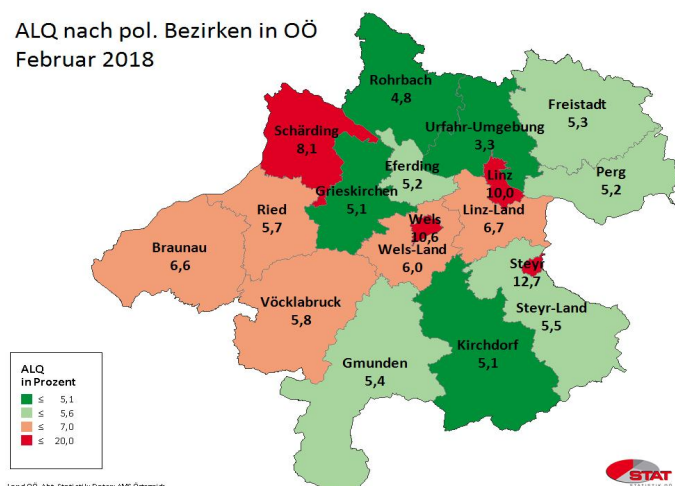 ALQ nach pol. Bezirken in OÖ
Februar 2018
Rohrbach
4,8
Freistadt
5,3
Schärding
8,1
Urfahr-Umgebung
3,3
Eferding
5,2
Linz
10,0
Perg
5,2
Grieskirchen
5,1
Ried
5,7
Wels
10,6
Linz-Land
6,7
Braunau
6,6
Wels-Land
6,0
Steyr
12,7
Vöcklabruck
5,8
Steyr-Land
5,5
Kirchdorf
5,1
Gmunden
5,4
ALQ
in Prozent
≤ 5,1
≤ 5,6
≤ 7,0
≤ 20,0
STAT